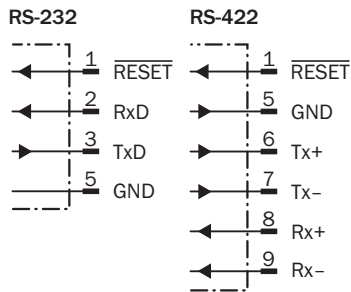 RS-232
1 RESET
2 RxD
3 TxD
5 GND
RS-422
1 RESET
5 GND
6 Tx+
7 Tx–
8 Rx+
9 Rx–